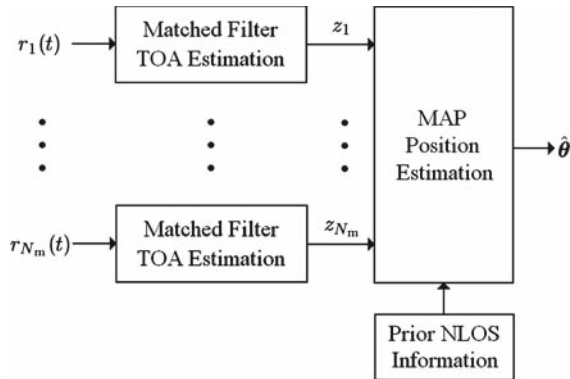 r₁(t)
Matched Filter
TOA Estimation
z₁
MAP
Position
Estimation
θ̂
r_{N_m}(t)
Matched Filter
TOA Estimation
z_{N_m}
Prior NLOS
Information